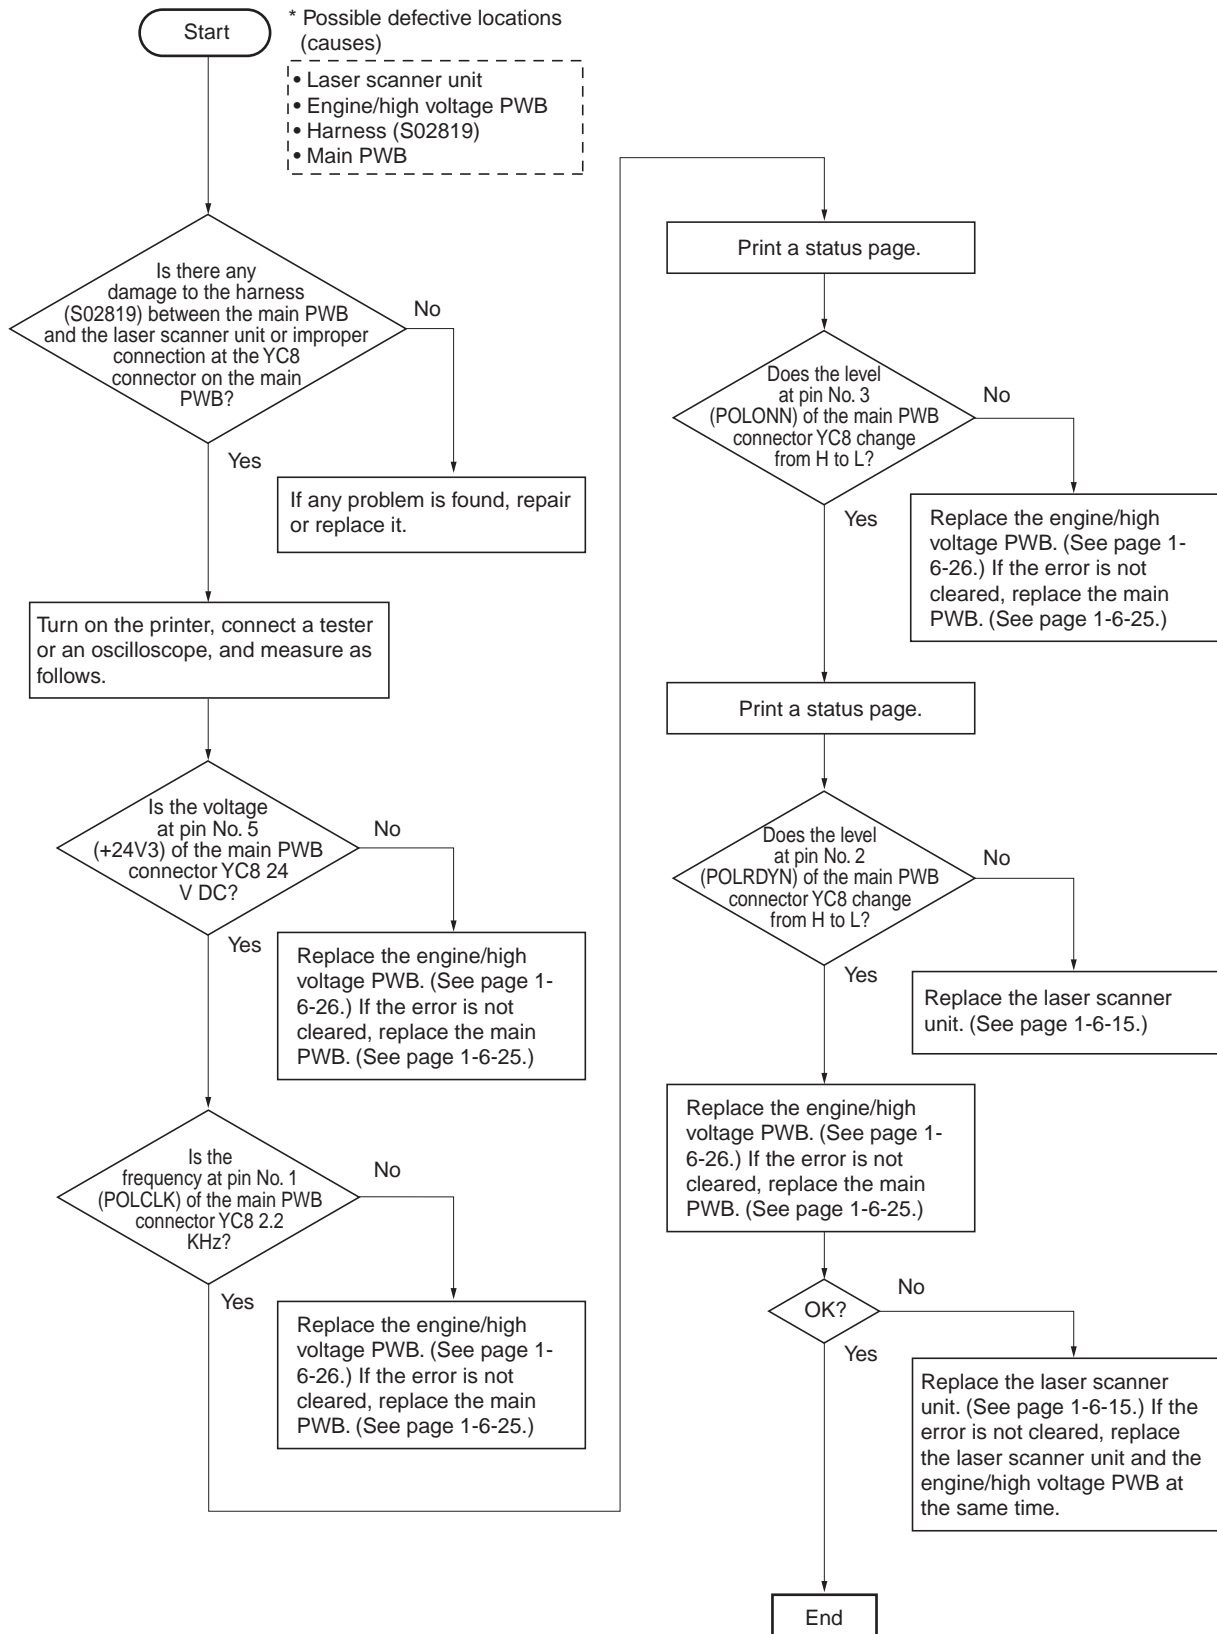 Start
* Possible defective locations
(causes)
• Laser scanner unit
• Engine/high voltage PWB
• Harness (S02819)
• Main PWB
Is there any
damage to the harness
(S02819) between the main PWB
and the laser scanner unit or improper
connection at the YC8
connector on the main
PWB?
No
Yes
If any problem is found, repair
or replace it.
Turn on the printer, connect a tester
or an oscilloscope, and measure as
follows.
Is the voltage
at pin No. 5
(+24V3) of the main PWB
connector YC8 24
V DC?
No
Yes
Replace the engine/high
voltage PWB. (See page 1-
6-26.) If the error is not
cleared, replace the main
PWB. (See page 1-6-25.)
Is the
frequency at pin No. 1
(POLCLK) of the main PWB
connector YC8 2.2
KHz?
No
Yes
Replace the engine/high
voltage PWB. (See page 1-
6-26.) If the error is not
cleared, replace the main
PWB. (See page 1-6-25.)
Print a status page.
Does the level
at pin No. 3
(POLONN) of the main PWB
connector YC8 change
from H to L?
No
Yes
Replace the engine/high
voltage PWB. (See page 1-
6-26.) If the error is not
cleared, replace the main
PWB. (See page 1-6-25.)
Print a status page.
Does the level
at pin No. 2
(POLRDYN) of the main PWB
connector YC8 change
from H to L?
No
Yes
Replace the laser scanner
unit. (See page 1-6-15.)
Replace the engine/high
voltage PWB. (See page 1-
6-26.) If the error is not
cleared, replace the main
PWB. (See page 1-6-25.)
OK?
No
Yes
Replace the laser scanner
unit. (See page 1-6-15.) If the
error is not cleared, replace
the laser scanner unit and the
engine/high voltage PWB at
the same time.
End